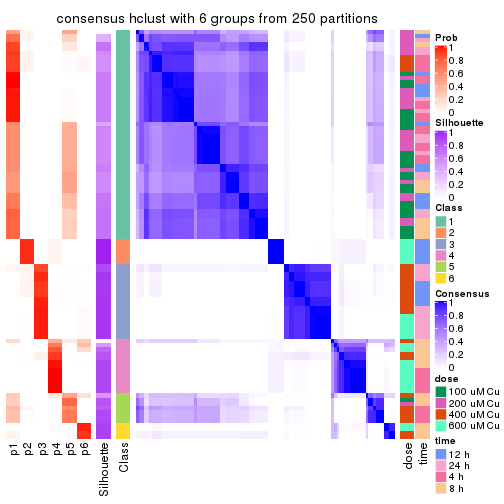 consensus hclust with 6 groups from 250 partitions
Prob
1
0.8
0.6
0.4
0.2
0
Silhouette
1
0.8
0.6
0.4
0.2
0
Class
1
2
3
4
5
6
Consensus
1
0.8
0.6
0.4
0.2
0
dose
100 uM Cu
200 uM Cu
400 uM Cu
600 uM Cu
time
12 h
24 h
4 h
8 h
p1
p2
p3
p4
p5
p6
Silhouette
Class
dose
time